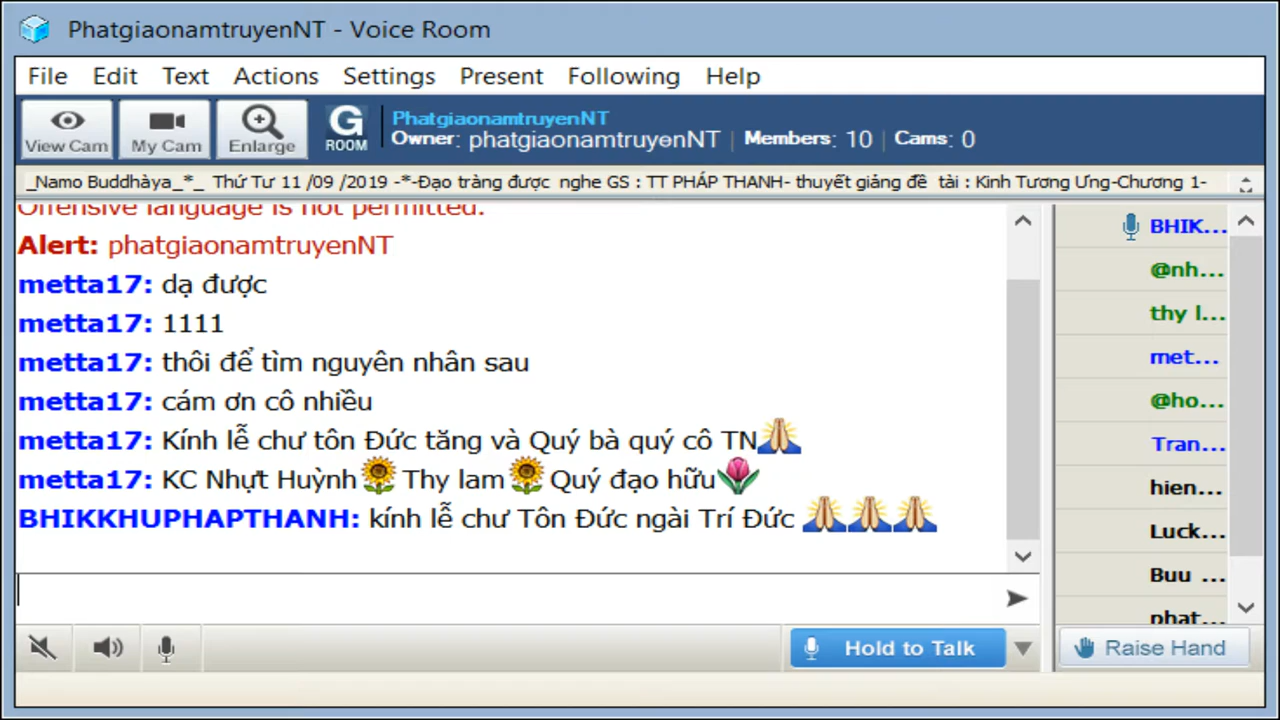 PhatgiaonamtruyenNT - Voice Room
File Edit Text Actions Settings Present Following Help
View Cam My Cam Enlarge G ROOM
PhatgiaonamtruyenNT
Owner: phatgiaonamtruyenNT | Members: 10 | Cams: 0
_Namo Buddhàya_*_ Thứ Tư 11 /09 /2019 -*-Đạo tràng được nghe GS : TT PHÁP THANH- thuyết giảng đề tài : Kinh Tương Ưng-Chương 1-
Offensive language is not permitted.
Alert: phatgiaonamtruyenNT
metta17: dạ được
metta17: 1111
metta17: thôi để tìm nguyên nhân sau
metta17: cám ơn cô nhiều
metta17: Kính lễ chư tôn Đức tăng và Quý bà quý cô TN🙏
metta17: KC Nhựt Huỳnh🌻Thy lam🌻Quý đạo hữu🌷
BHIKKHUPHAPTHANH: kính lễ chư Tôn Đức ngài Trí Đức 🙏🙏🙏
BHIK...
@nh...
thy l...
met...
@ho...
Tran...
hien...
Luck...
Buu ...
phat...
Hold to Talk
Raise Hand